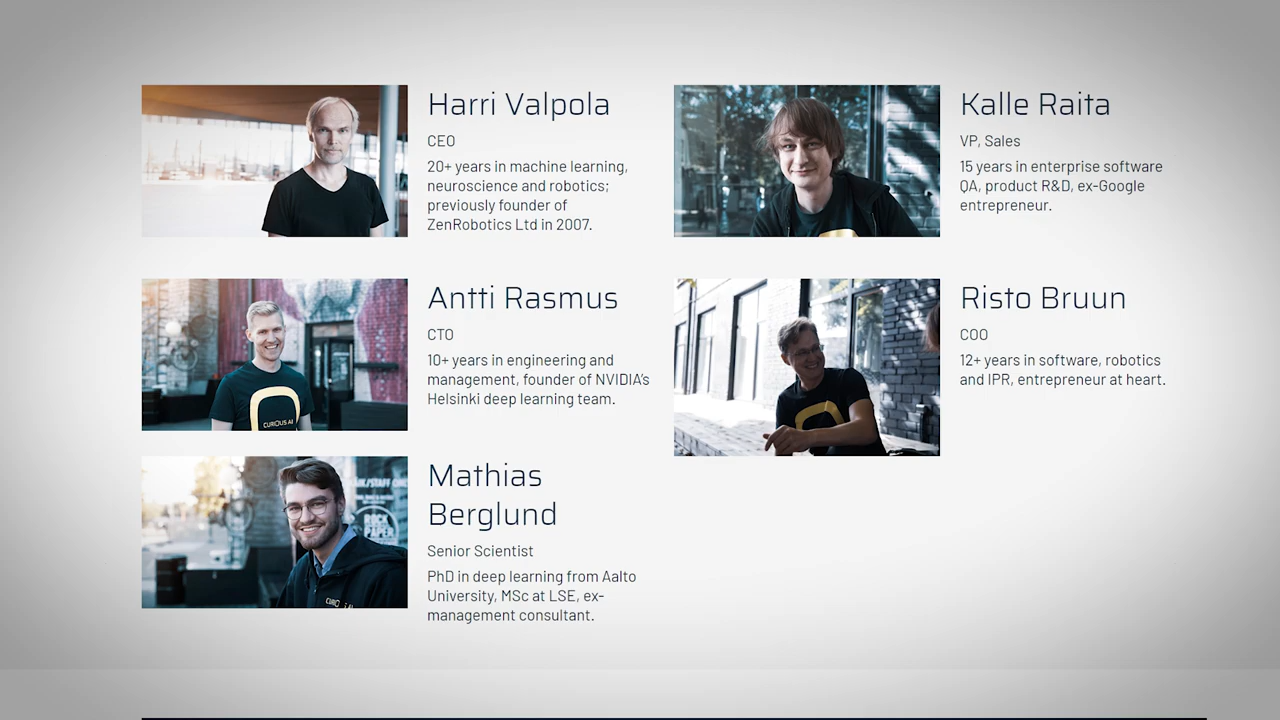 Harri Valpola
CEO
20+ years in machine learning,
neuroscience and robotics;
previously founder of
ZenRobotics Ltd in 2007.
Kalle Raita
VP, Sales
15 years in enterprise software
QA, product R&D, ex-Google
entrepreneur.
Antti Rasmus
CTO
10+ years in engineering and
management, founder of NVIDIA's
Helsinki deep learning team.
CURIOUS AI
Risto Bruun
COO
12+ years in software, robotics
and IPR, entrepreneur at heart.
Mathias
Berglund
Senior Scientist
PhD in deep learning from Aalto
University, MSc at LSE, ex-
management consultant.
ROCK
PAPER